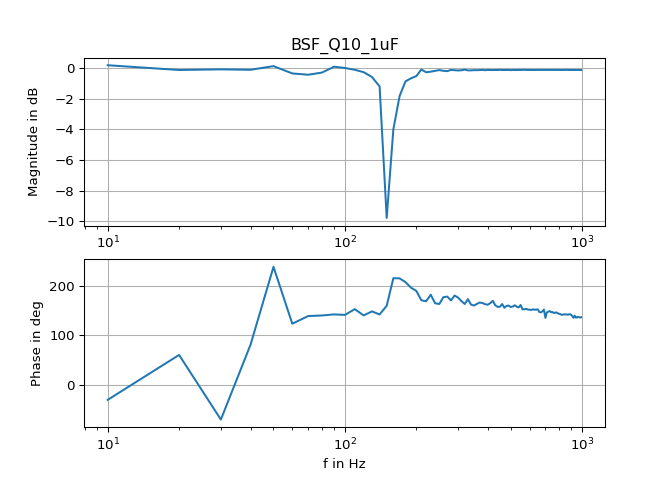 BSF_Q10_1uF
Magnitude in dB
0
−2
−4
−6
−8
−10
10¹ 10² 10³
Phase in deg
200
100
0
10¹ 10² 10³
f in Hz